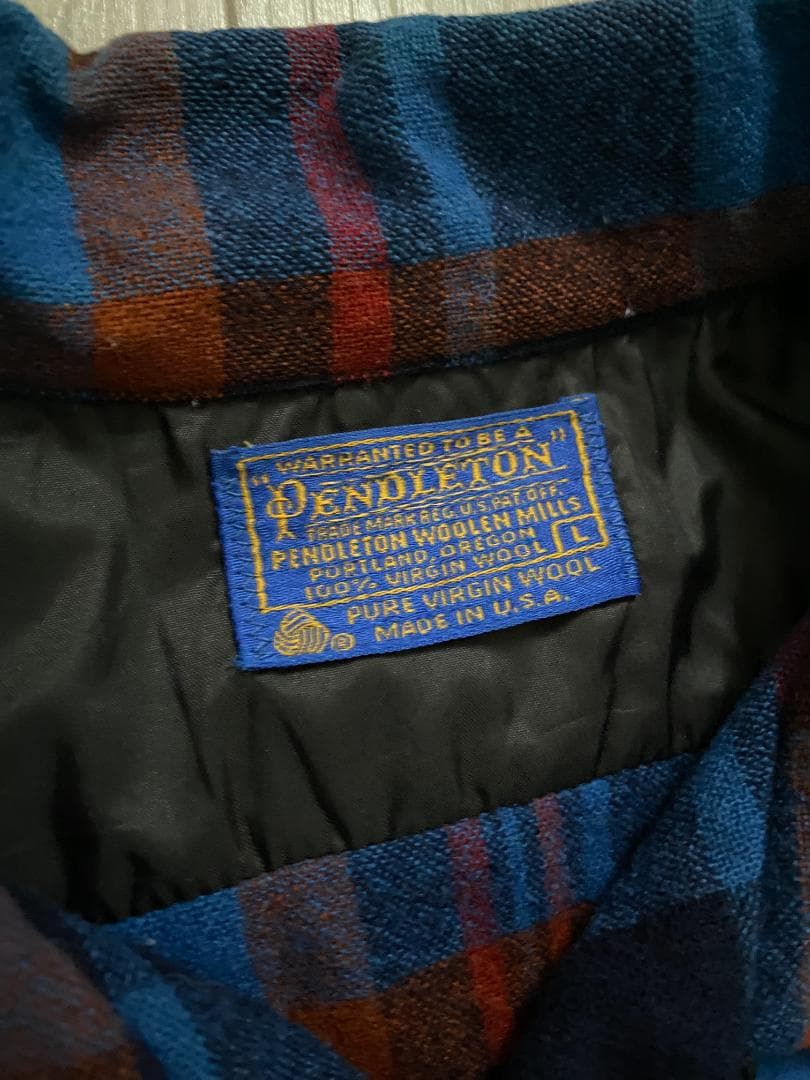 WARRANTED TO BE A
"PENDLETON"
TRADE MARK REG. U.S. PAT. OFF.
PENDLETON WOOLEN MILLS
PORTLAND, OREGON
100% VIRGIN WOOL L
PURE VIRGIN WOOL
® MADE IN U.S.A.